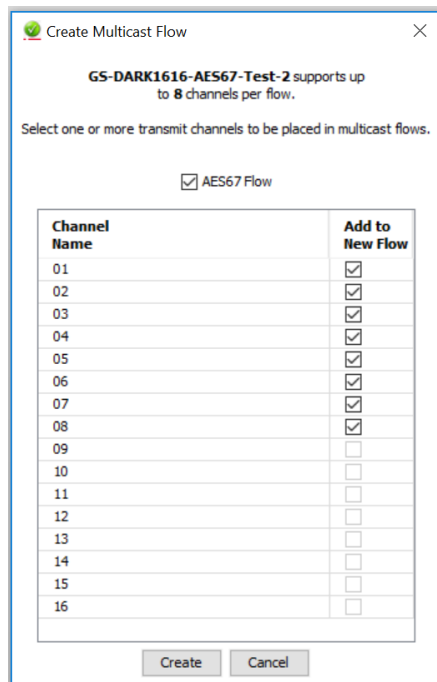 Create Multicast Flow
GS-DARK1616-AES67-Test-2 supports up
to 8 channels per flow.
Select one or more transmit channels to be placed in multicast flows.
AES67 Flow
Channel Name
Add to New Flow
01
02
03
04
05
06
07
08
09
10
11
12
13
14
15
16
Create
Cancel